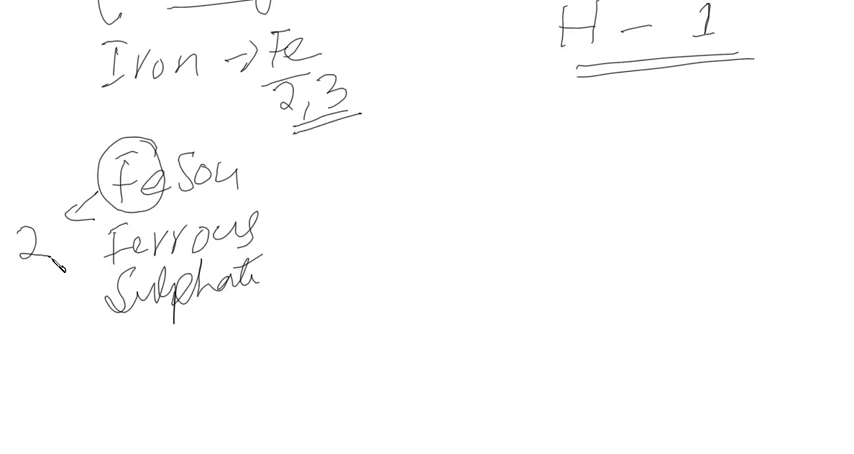 H - 1
Iron → Fe
2,3
FeSO4
2 Ferrous
Sulphate